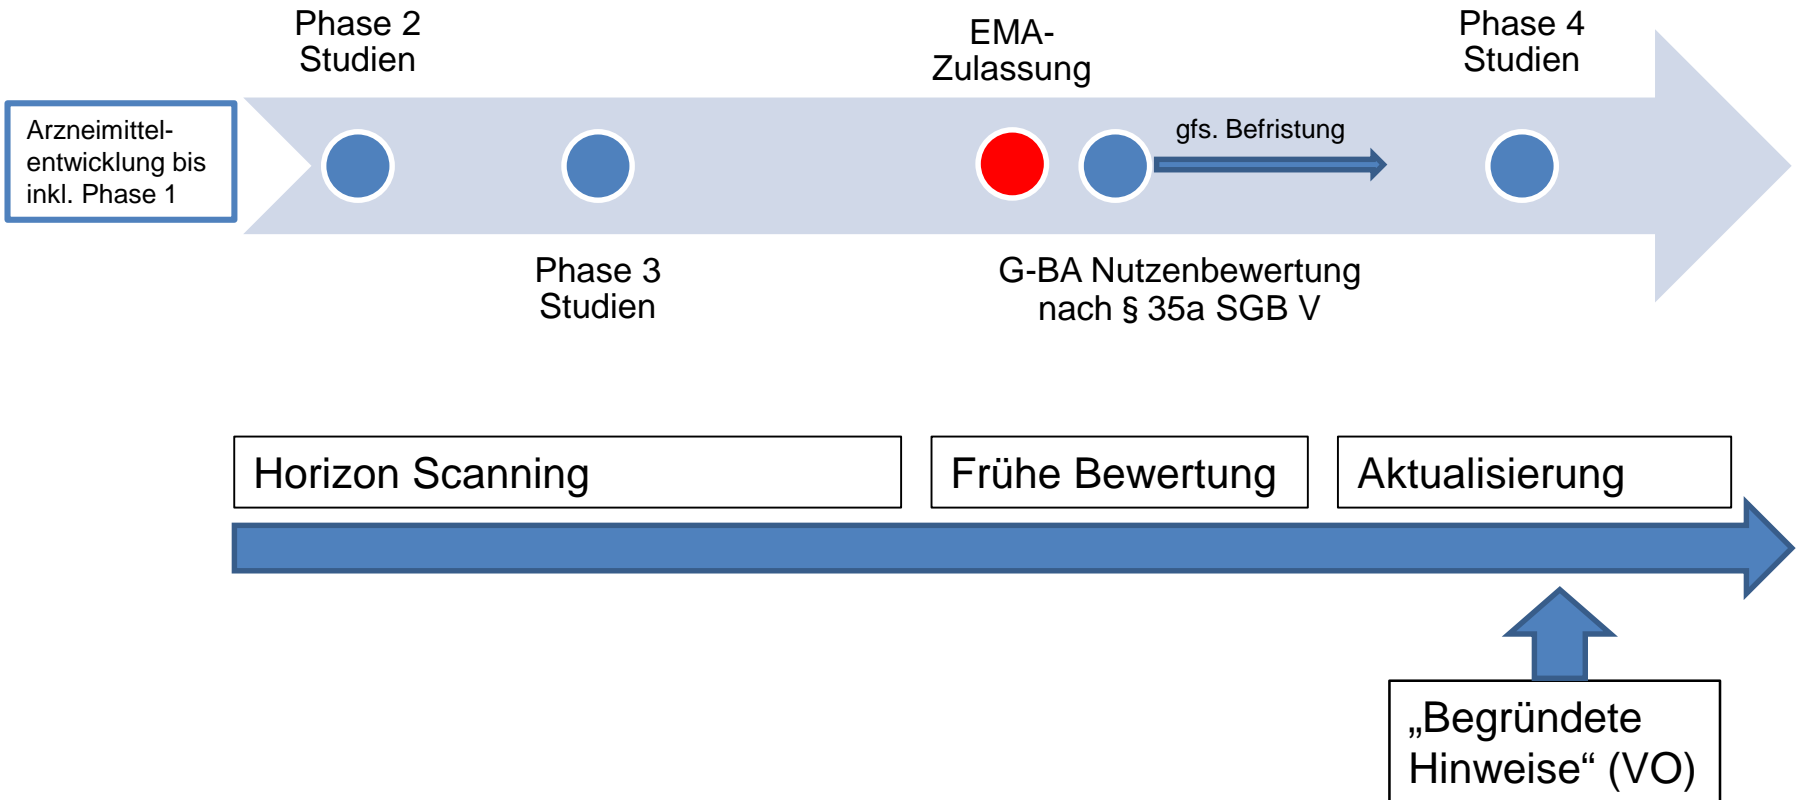 Phase 2
Studien
EMA-
Zulassung
Phase 4
Studien
Arzneimittel-
entwicklung bis
inkl. Phase 1
gfs. Befristung
Phase 3
Studien
G-BA Nutzenbewertung
nach § 35a SGB V
Horizon Scanning
Frühe Bewertung
Aktualisierung
„Begründete
Hinweise“ (VO)